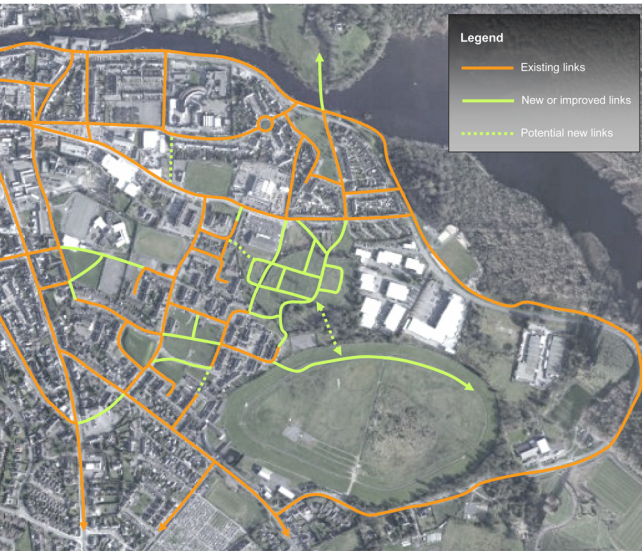 Legend
Existing links
New or improved links
Potential new links